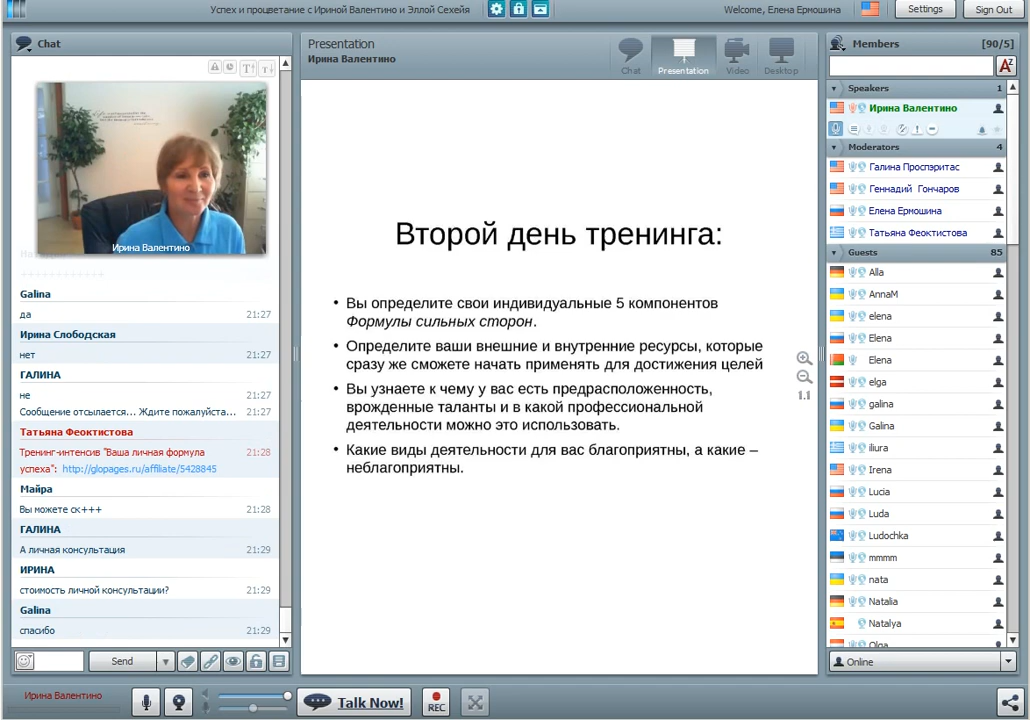 Успех и процветание с Ириной Валентино и Эллой Сехейя
Welcome, Елена Ермошина
Settings
Sign Out
Chat
Ирина Валентино
Galina
да 21:27
Ирина Слободская
нет 21:27
ГАЛИНА
не 21:27
Сообщение отсылается... Ждите пожалуйста... 21:27
Татьяна Феоктистова
Тренинг-интенсив "Ваша личная формула 21:28
успеха": http://glopages.ru/affiliate/5428845
Майра
Вы можете ск+++ 21:28
ГАЛИНА
А личная консультация 21:29
ИРИНА
стоимость личной консультации? 21:29
Galina
спасибо 21:29
Send
Presentation
Ирина Валентино
Chat
Presentation
Video
Desktop
Второй день тренинга:
• Вы определите свои индивидуальные 5 компонентов
Формулы сильных сторон.
• Определите ваши внешние и внутренние ресурсы, которые
сразу же сможете начать применять для достижения целей
• Вы узнаете к чему у вас есть предрасположенность,
врожденные таланты и в какой профессиональной
деятельности можно это использовать.
• Какие виды деятельности для вас благоприятны, а какие –
неблагоприятны.
1.1
Members [90/5]
Speakers 1
Ирина Валентино
Moderators 4
Галина Проспэритас
Геннадий Гончаров
Елена Ермошина
Татьяна Феоктистова
Guests 85
Alla
AnnaM
elena
Elena
Elena
elga
galina
Galina
iliura
Irena
Lucia
Luda
Ludochka
mmmm
nata
Natalia
Natalya
Olga
Online
Ирина Валентино
Talk Now!
REC